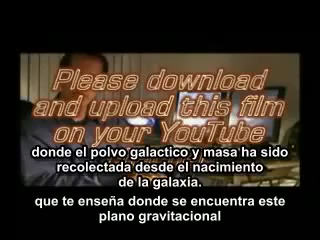 Please download
and upload this film
on your YouTube
donde el polvo galactico y masa ha sido
recolectada desde el nacimiento
de la galaxia.
que te enseña donde se encuentra este
plano gravitacional